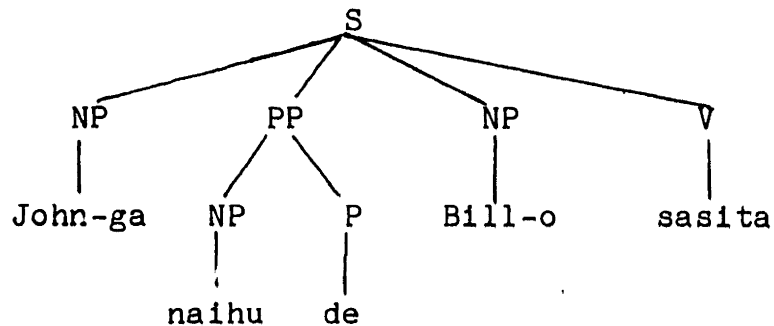 S
NP PP NP V
John-ga NP P Bill-o sasita
naihu de